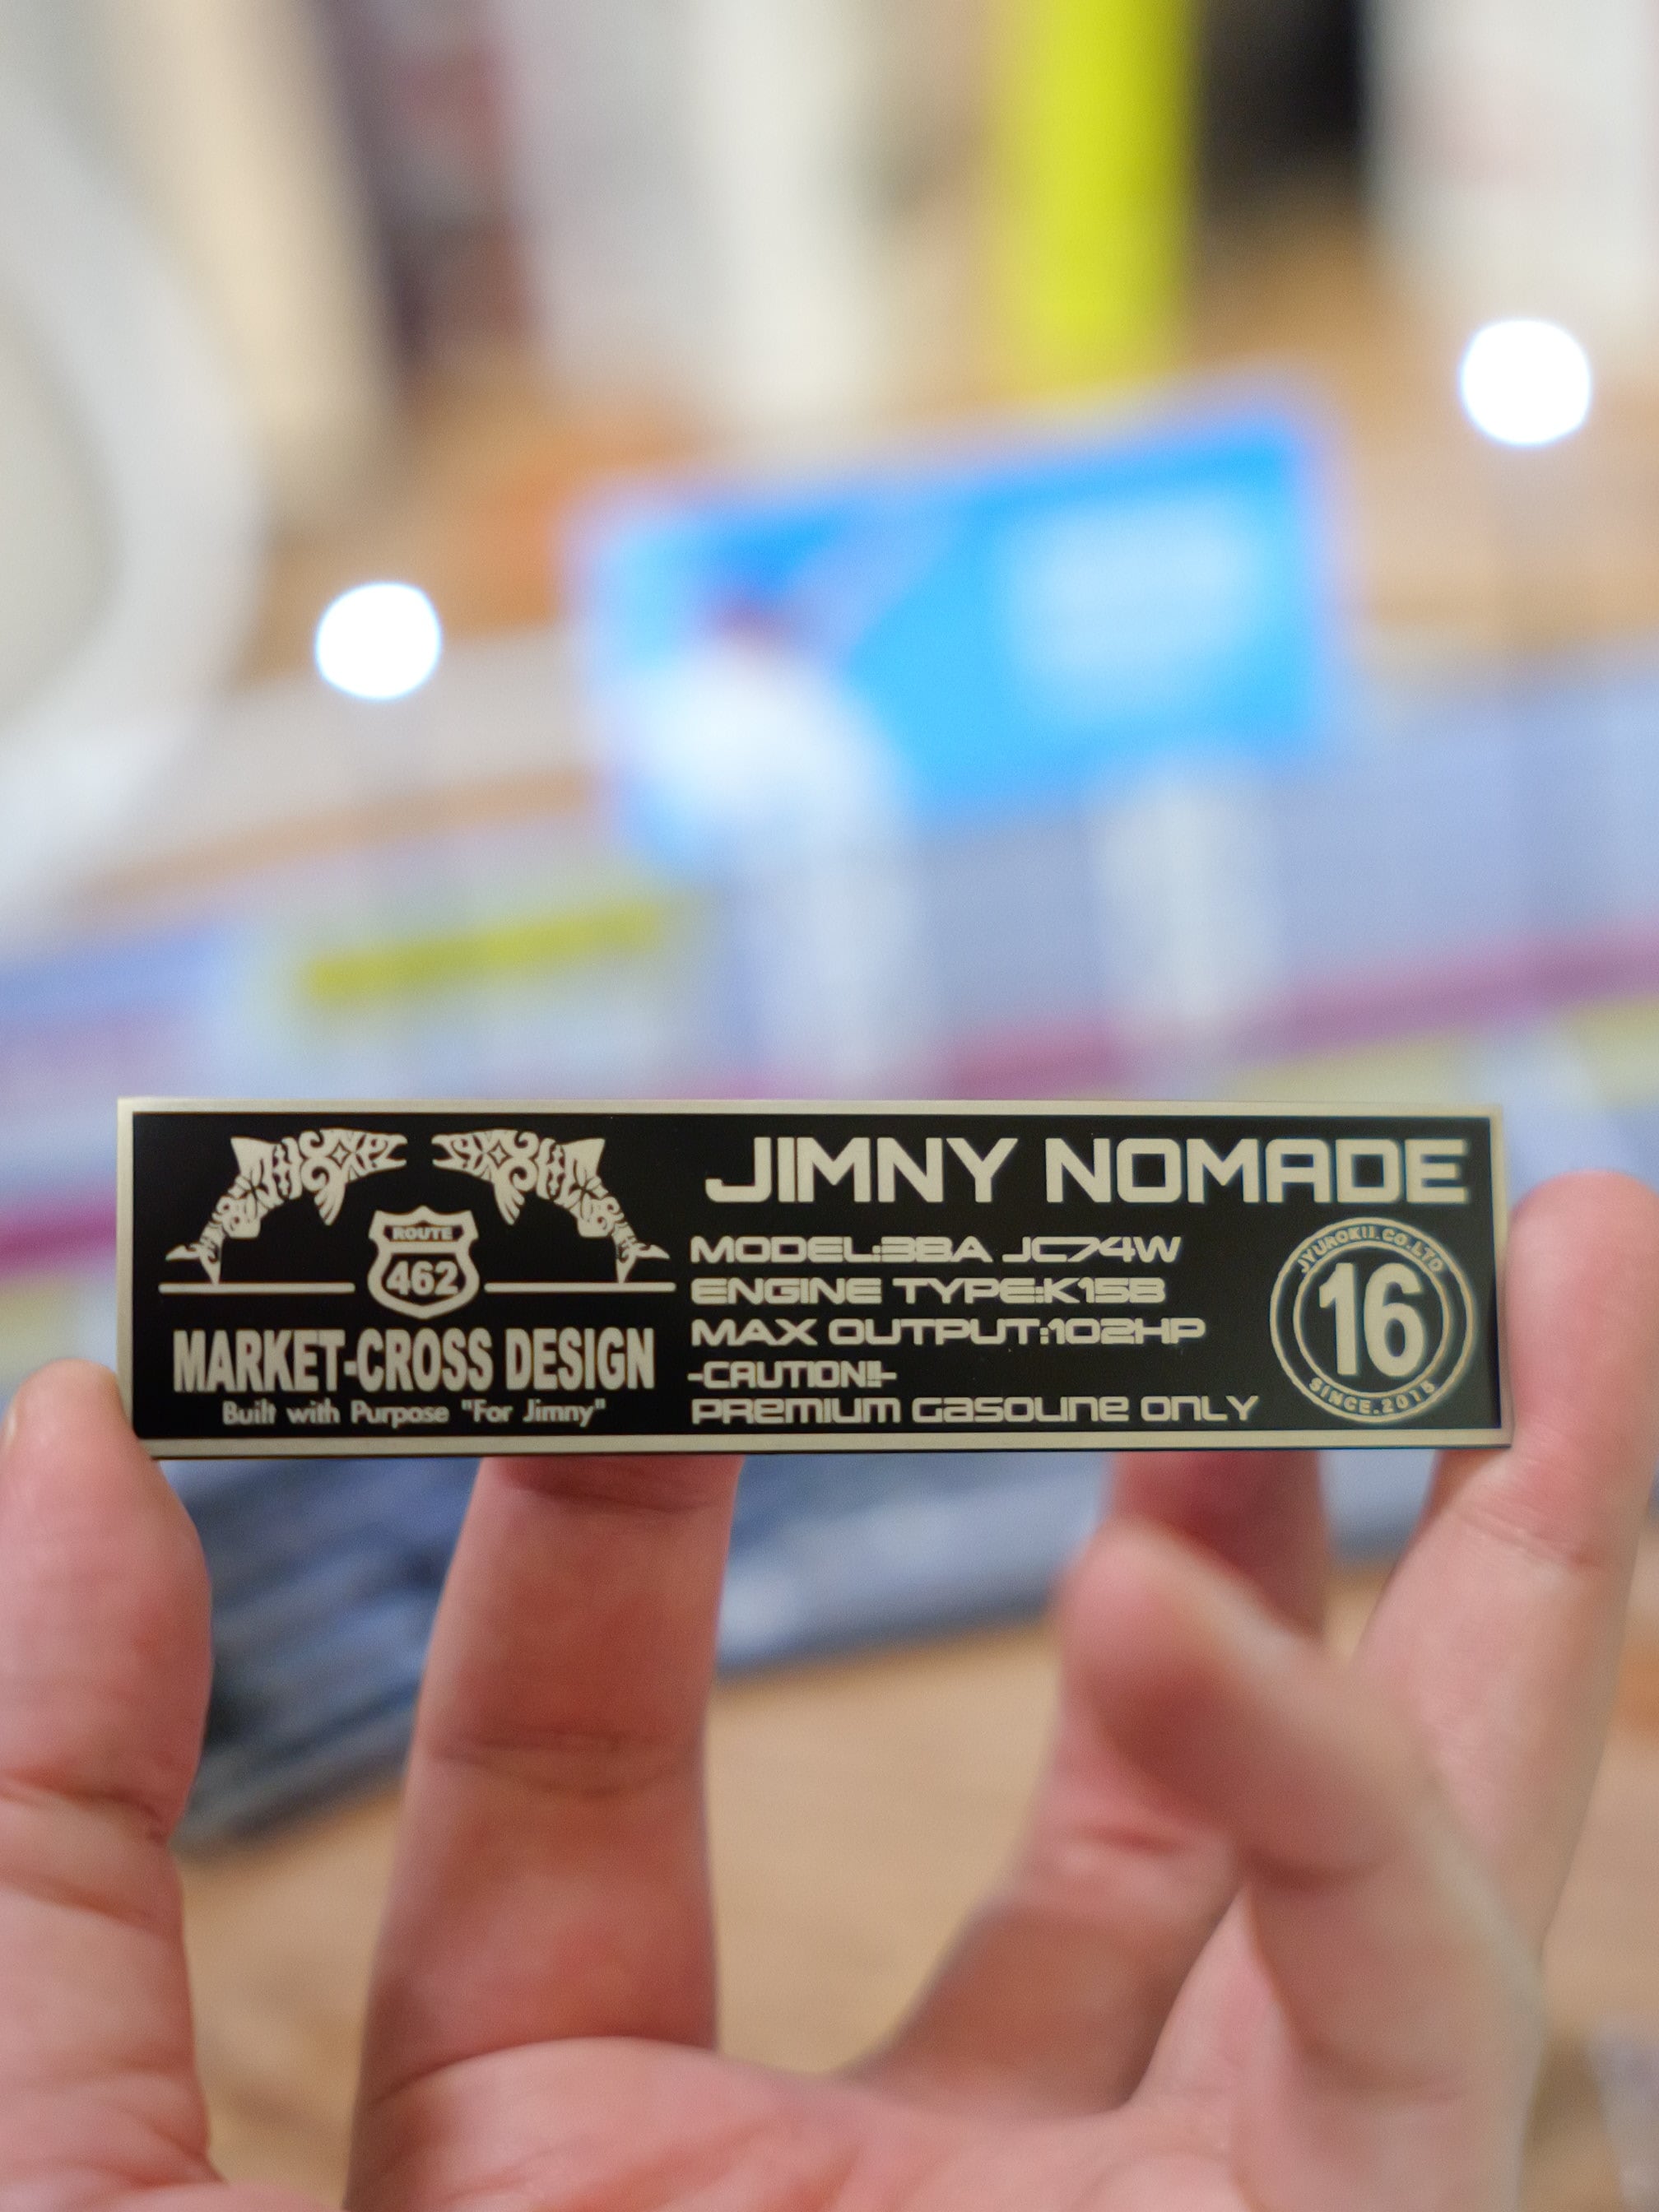 ROUTE
462
MARKET-CROSS DESIGN
Built with Purpose "For Jimny"
JIMNY NOMADE
MODEL:3BA JC74W
ENGINE TYPE:K15B
MAX OUTPUT:102HP
-CAUTION!!-
PREMIUM GASOLINE ONLY
JYUROKU.CO.LTD
16
SINCE.2015